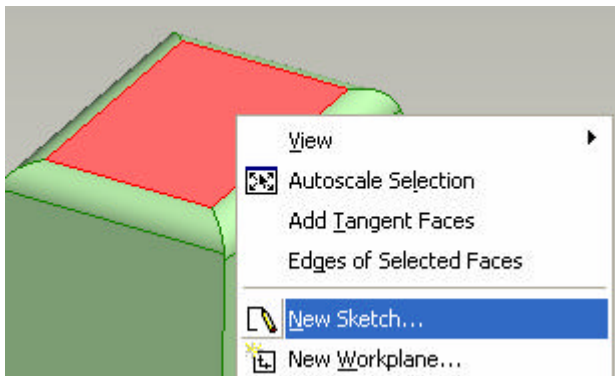 View
Autoscale Selection
Add Tangent Faces
Edges of Selected Faces
New Sketch...
New Workplane...